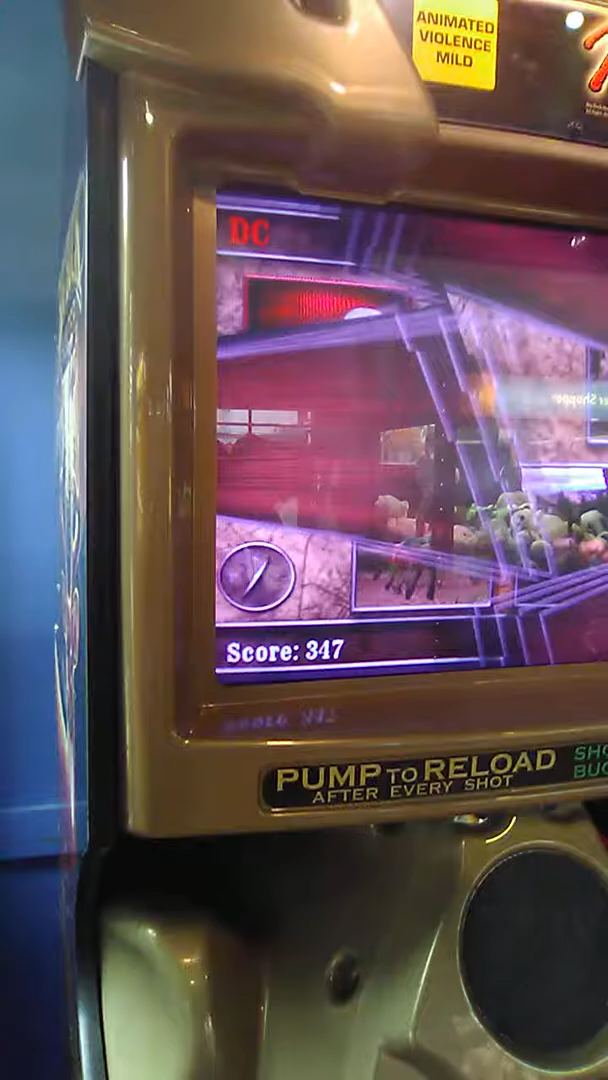 ANIMATED
VIOLENCE
MILD
DC
Score: 347
PUMP TO RELOAD
AFTER EVERY SHOT